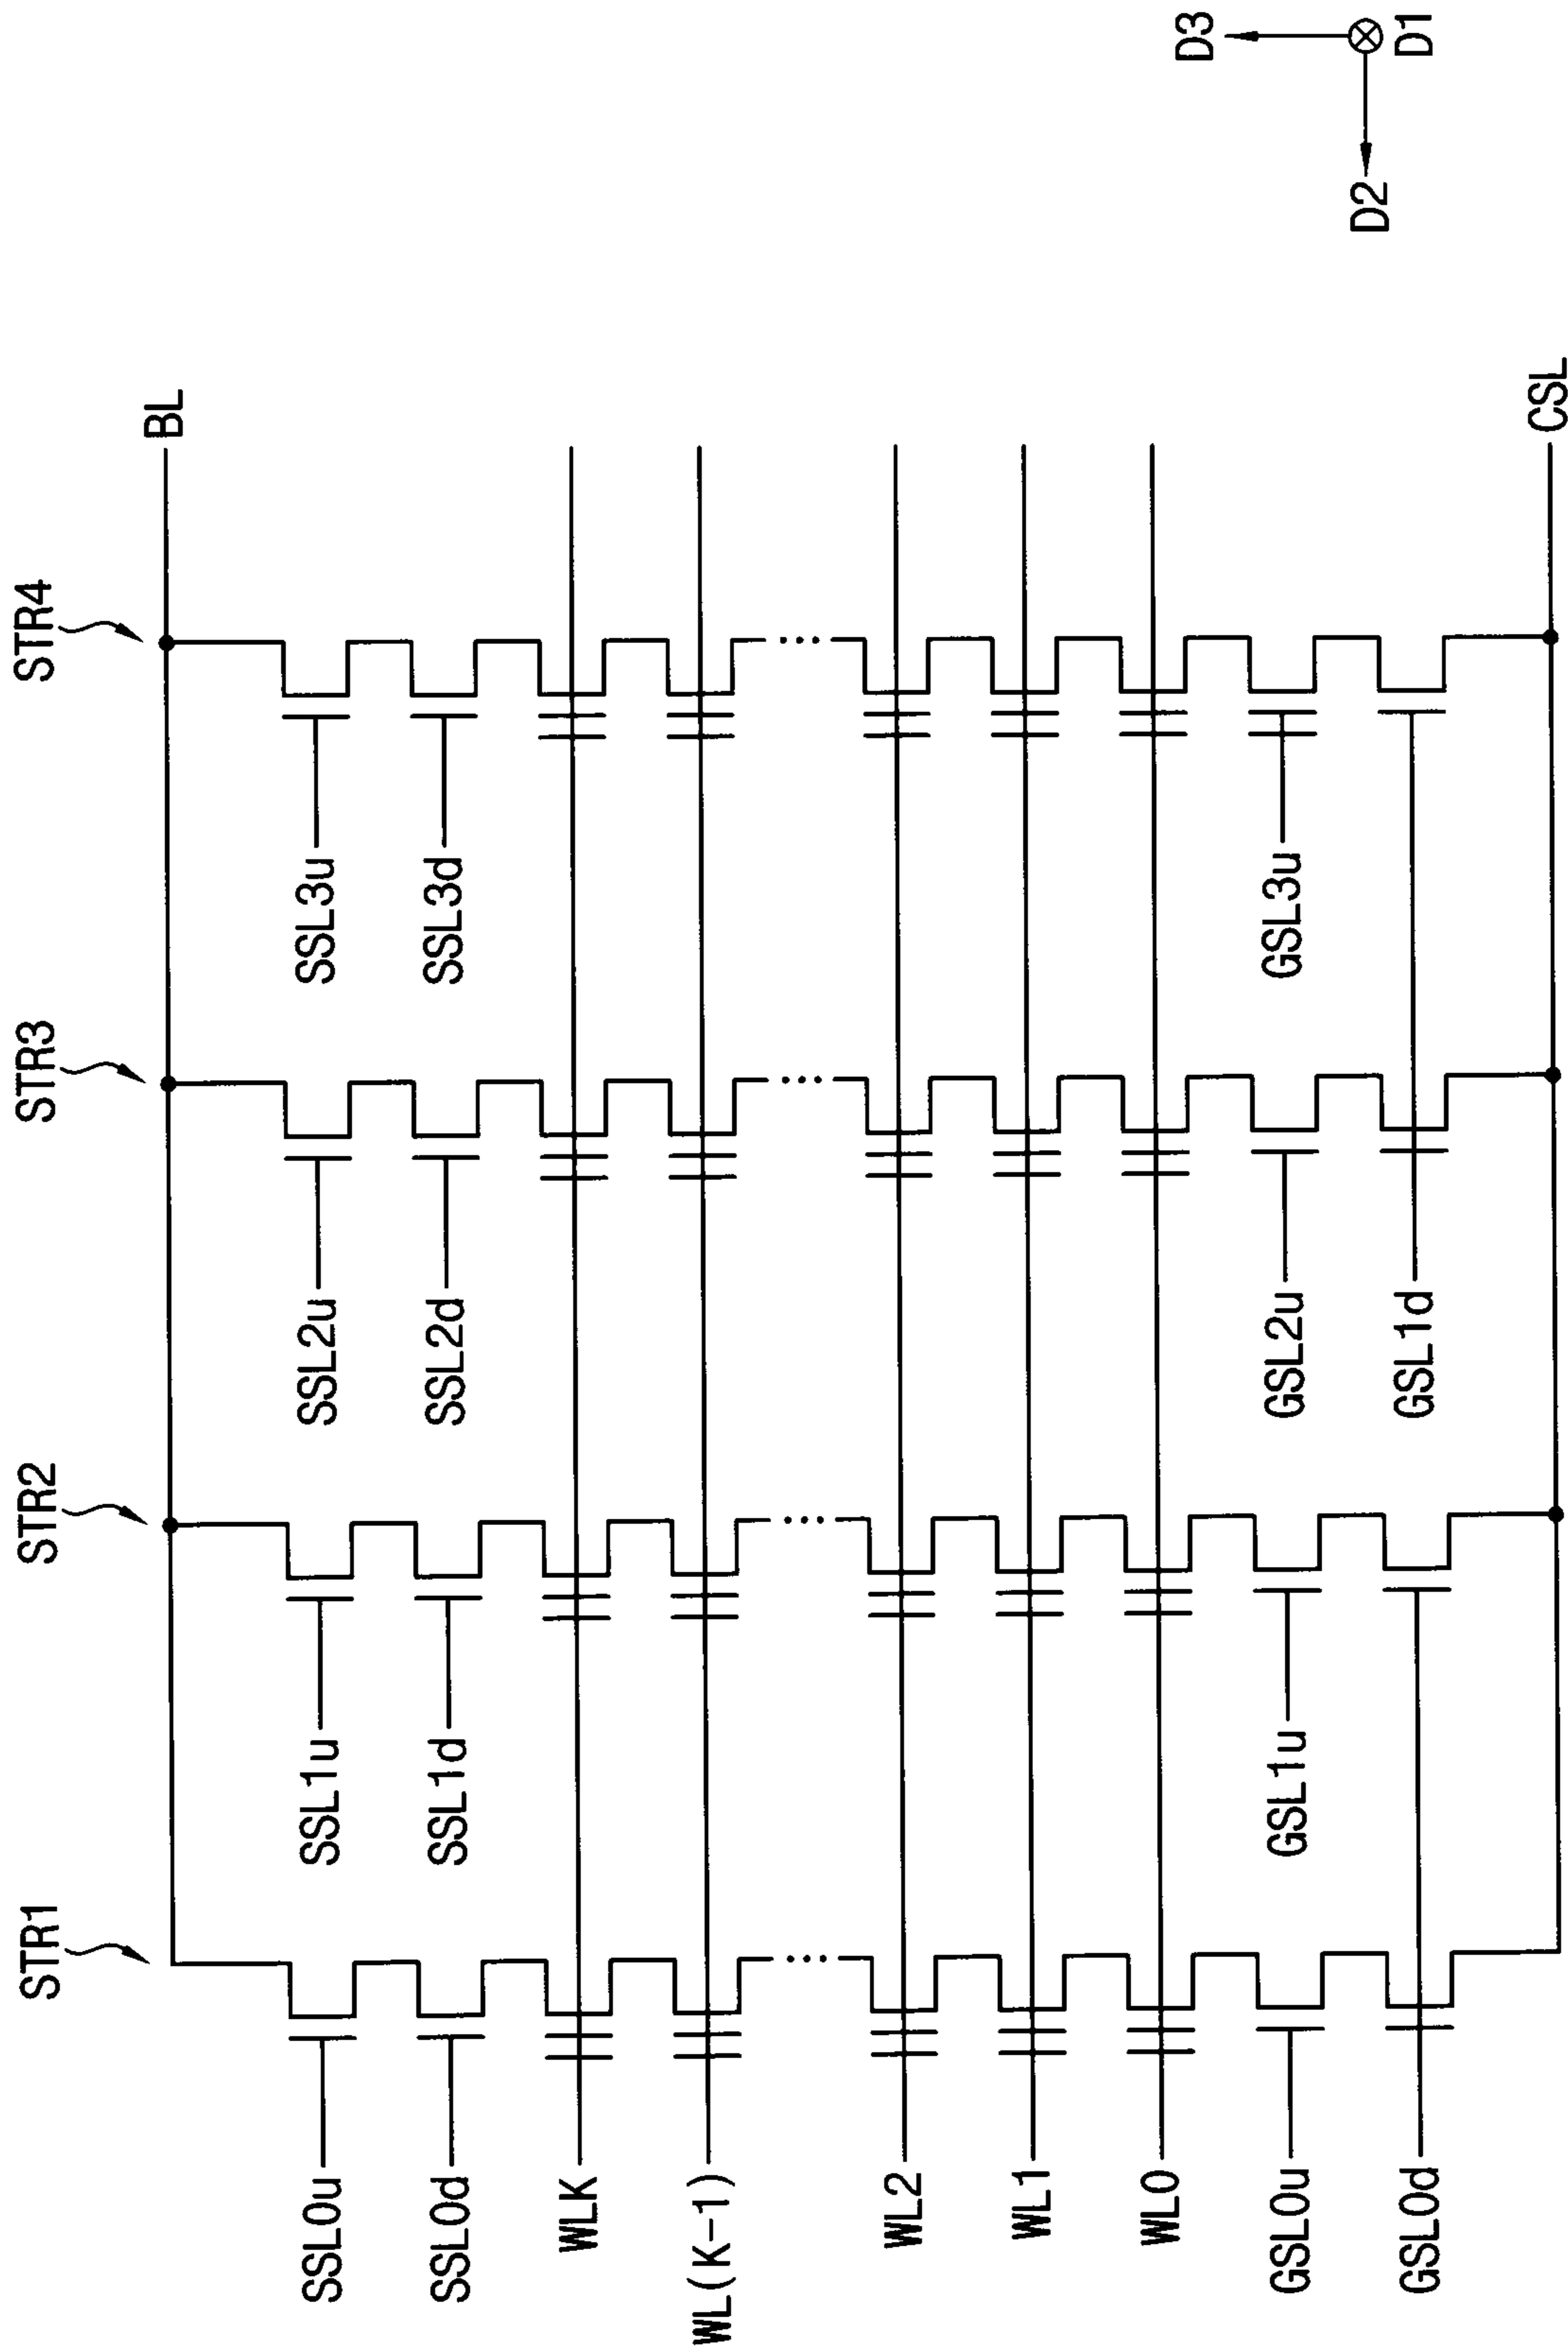 STR1
STR2
STR3
STR4
BL
SSL0u
SSL1u
SSL2u
SSL3u
SSL0d
SSL1d
SSL2d
SSL3d
WLK
WL(K-1)
WL2
WL1
WL0
GSL0u
GSL1u
GSL2u
GSL3u
GSL0d
GSL1d
CSL
D3
D2
D1